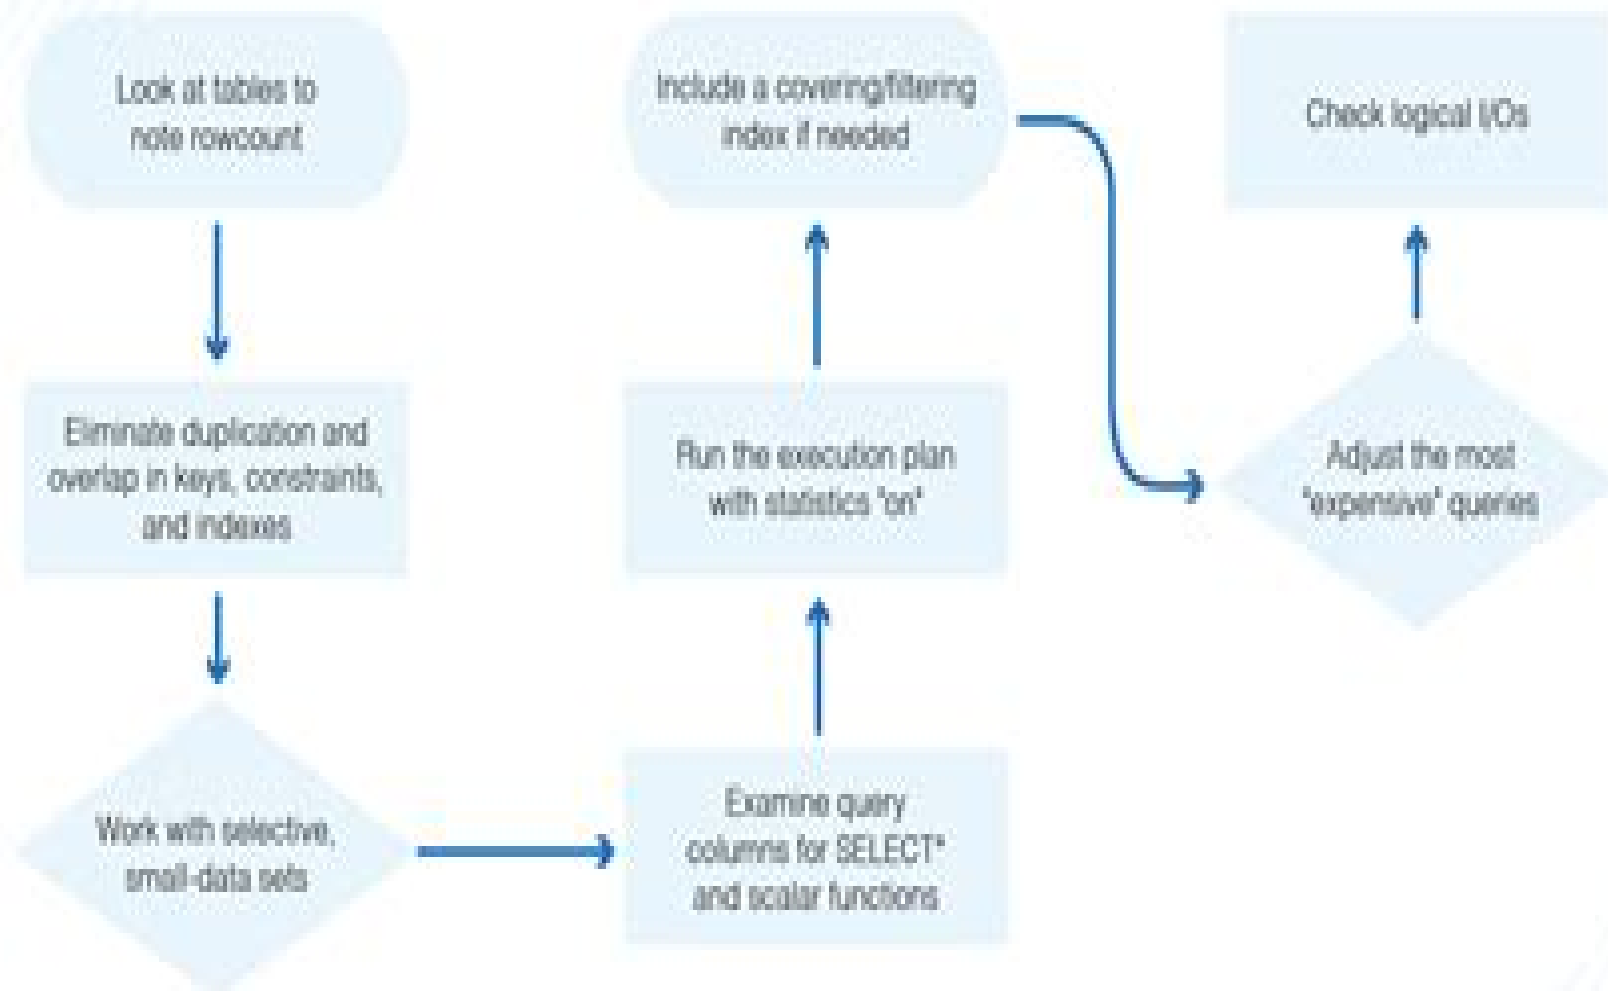 Look at tables to
note rowcount
Eliminate duplication and
overlap in keys, constraints,
and indexes
Work with selective,
small-data sets
Examine query
columns for SELECT*
and scalar functions
Run the execution plan
with statistics "on"
Include a covering/filtering
index if needed
Adjust the most
"expensive" queries
Check logical I/Os